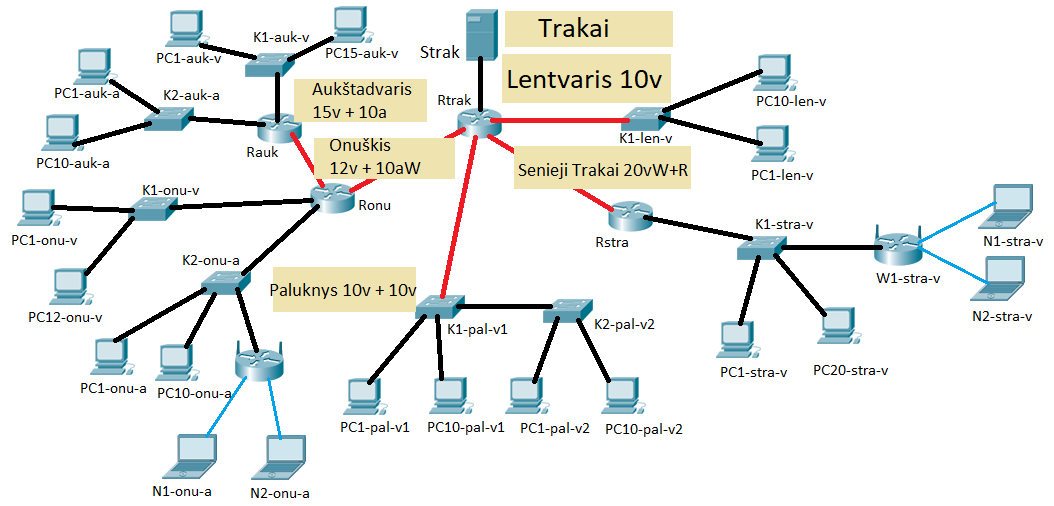 Trakai
Strak
Lentvaris 10v
K1-auk-v
PC1-auk-v
PC15-auk-v
PC1-auk-a
K2-auk-a
Aukštadvaris
15v + 10a
Rtrak
PC10-len-v
K1-len-v
PC10-auk-a
Rauk
Onuškis
12v + 10aW
PC1-len-v
Senieji Trakai 20vW+R
K1-onu-v
Ronu
PC1-onu-v
Rstra
K1-stra-v
N1-stra-v
K2-onu-a
W1-stra-v
Paluknys 10v + 10v
PC12-onu-v
N2-stra-v
K1-pal-v1
K2-pal-v2
PC1-onu-a
PC10-onu-a
PC1-stra-v
PC20-stra-v
PC1-pal-v1
PC10-pal-v1
PC1-pal-v2
PC10-pal-v2
N1-onu-a
N2-onu-a